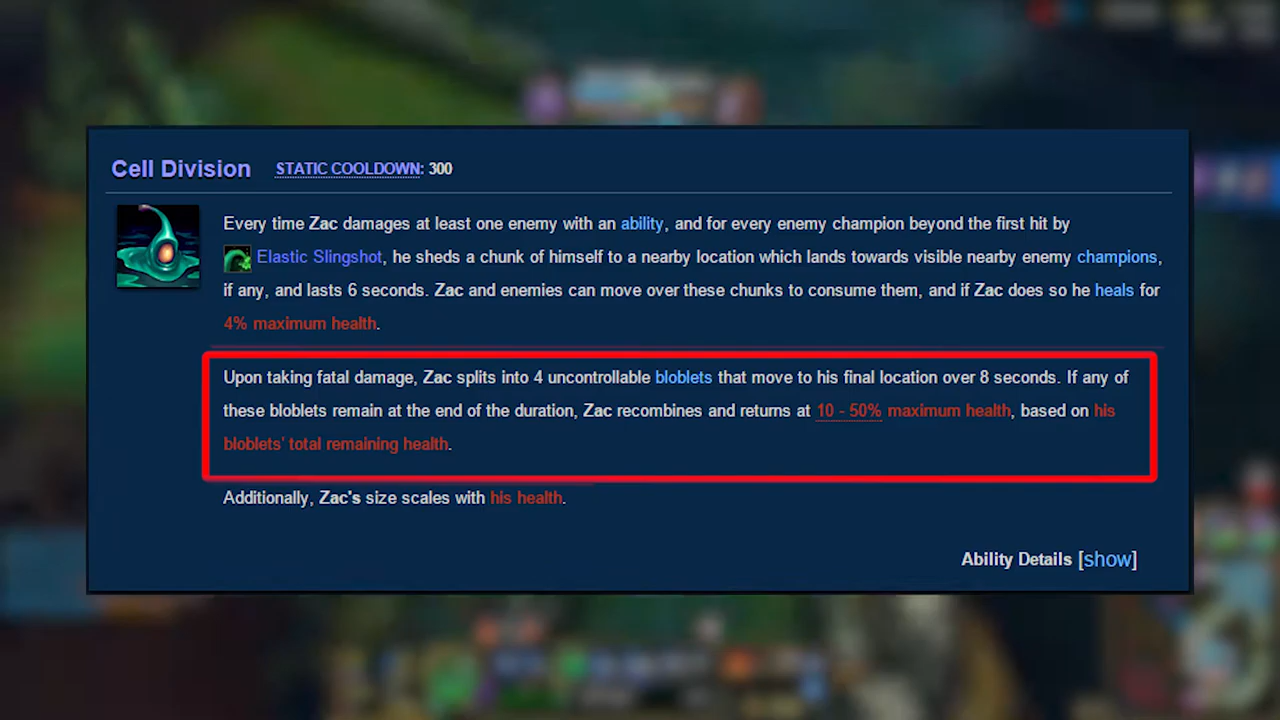 Cell Division STATIC COOLDOWN: 300
Every time Zac damages at least one enemy with an ability, and for every enemy champion beyond the first hit by
Elastic Slingshot, he sheds a chunk of himself to a nearby location which lands towards visible nearby enemy champions,
if any, and lasts 6 seconds. Zac and enemies can move over these chunks to consume them, and if Zac does so he heals for
4% maximum health.
Upon taking fatal damage, Zac splits into 4 uncontrollable bloblets that move to his final location over 8 seconds. If any of
these bloblets remain at the end of the duration, Zac recombines and returns at 10 - 50% maximum health, based on his
bloblets' total remaining health.
Additionally, Zac's size scales with his health.
Ability Details [show]